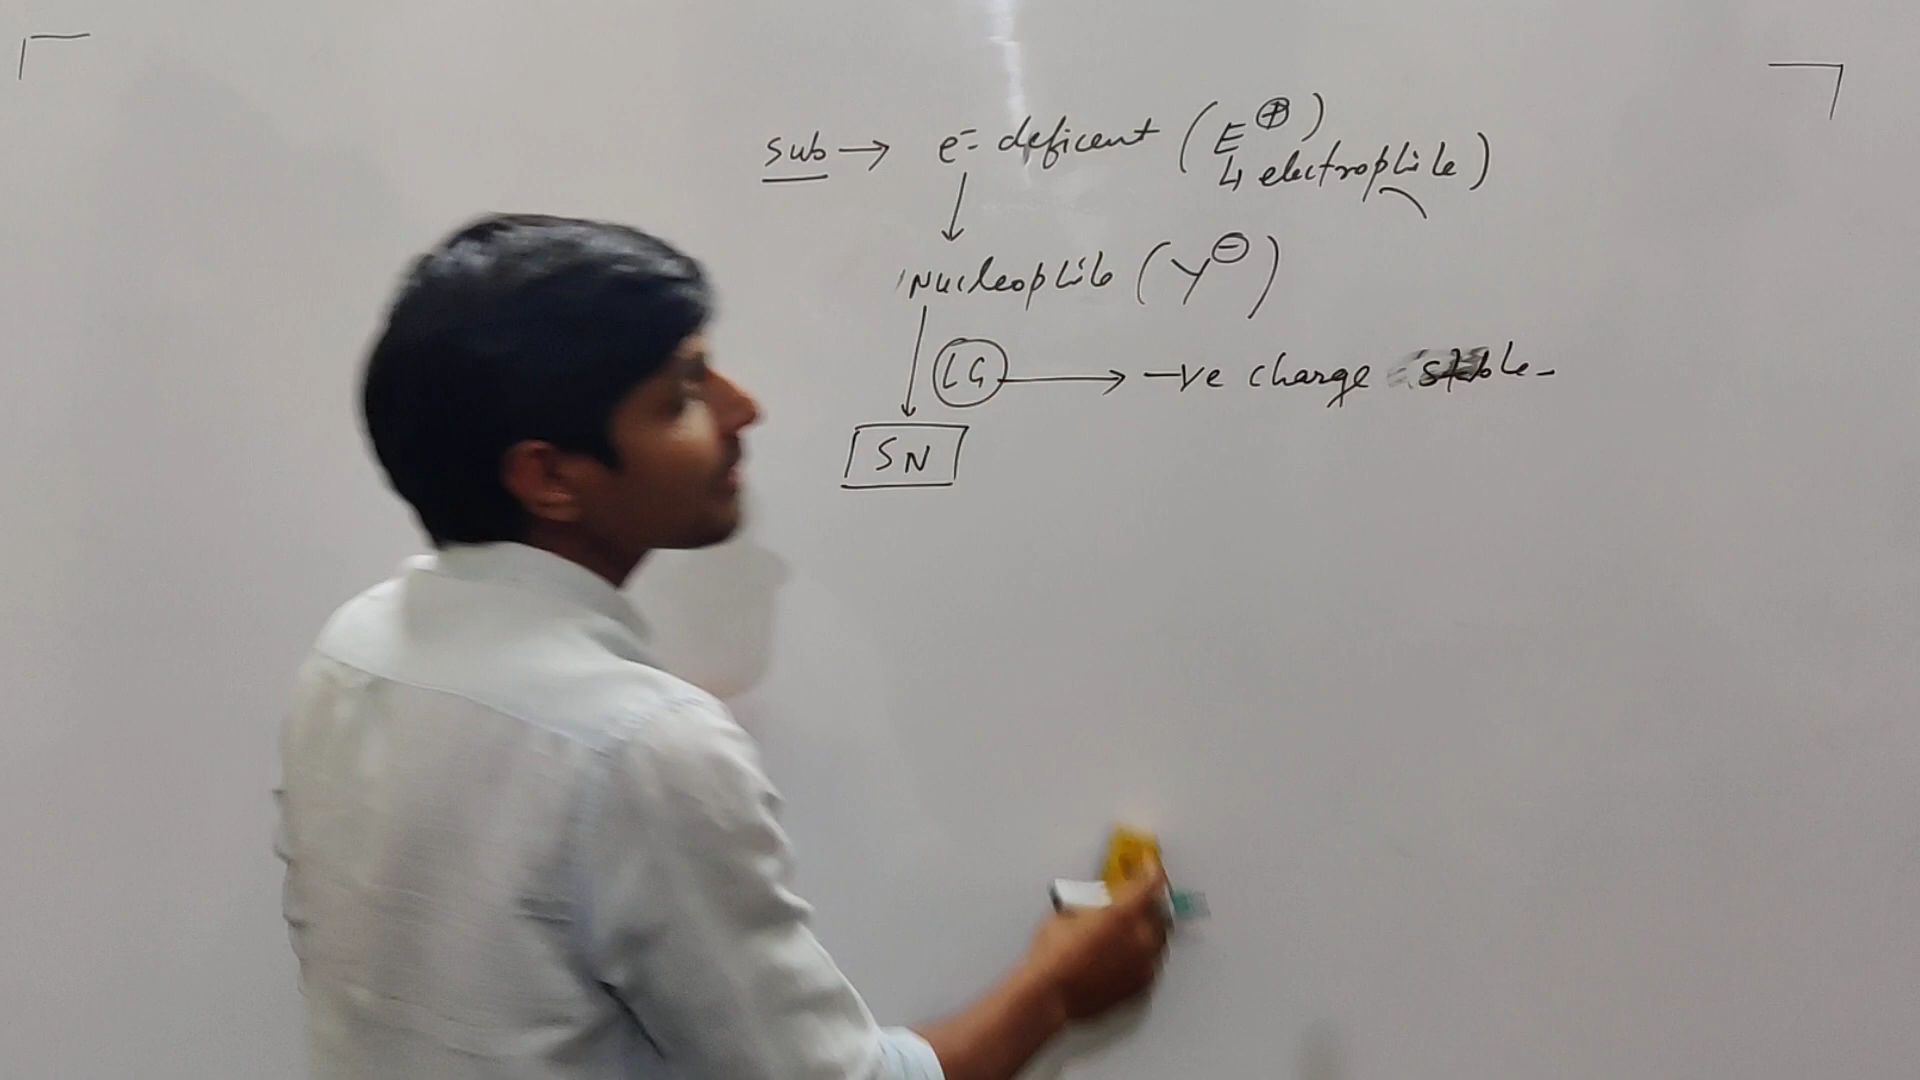 sub → e⁻ deficent (E⊕
↳ electrophile)
↓
Nucleophile (Y⊖)
↓ LG → -ve charge stable-
SN